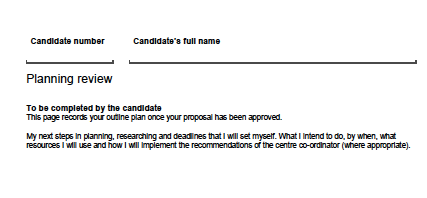 Candidate number Candidate's full name
Planning review
To be completed by the candidate
This page records your outline plan once your proposal has been approved.
My next steps in planning, researching and deadlines that I will set myself. What I intend to do, by when, what
resources I will use and how I will implement the recommendations of the centre co-ordinator (where appropriate).